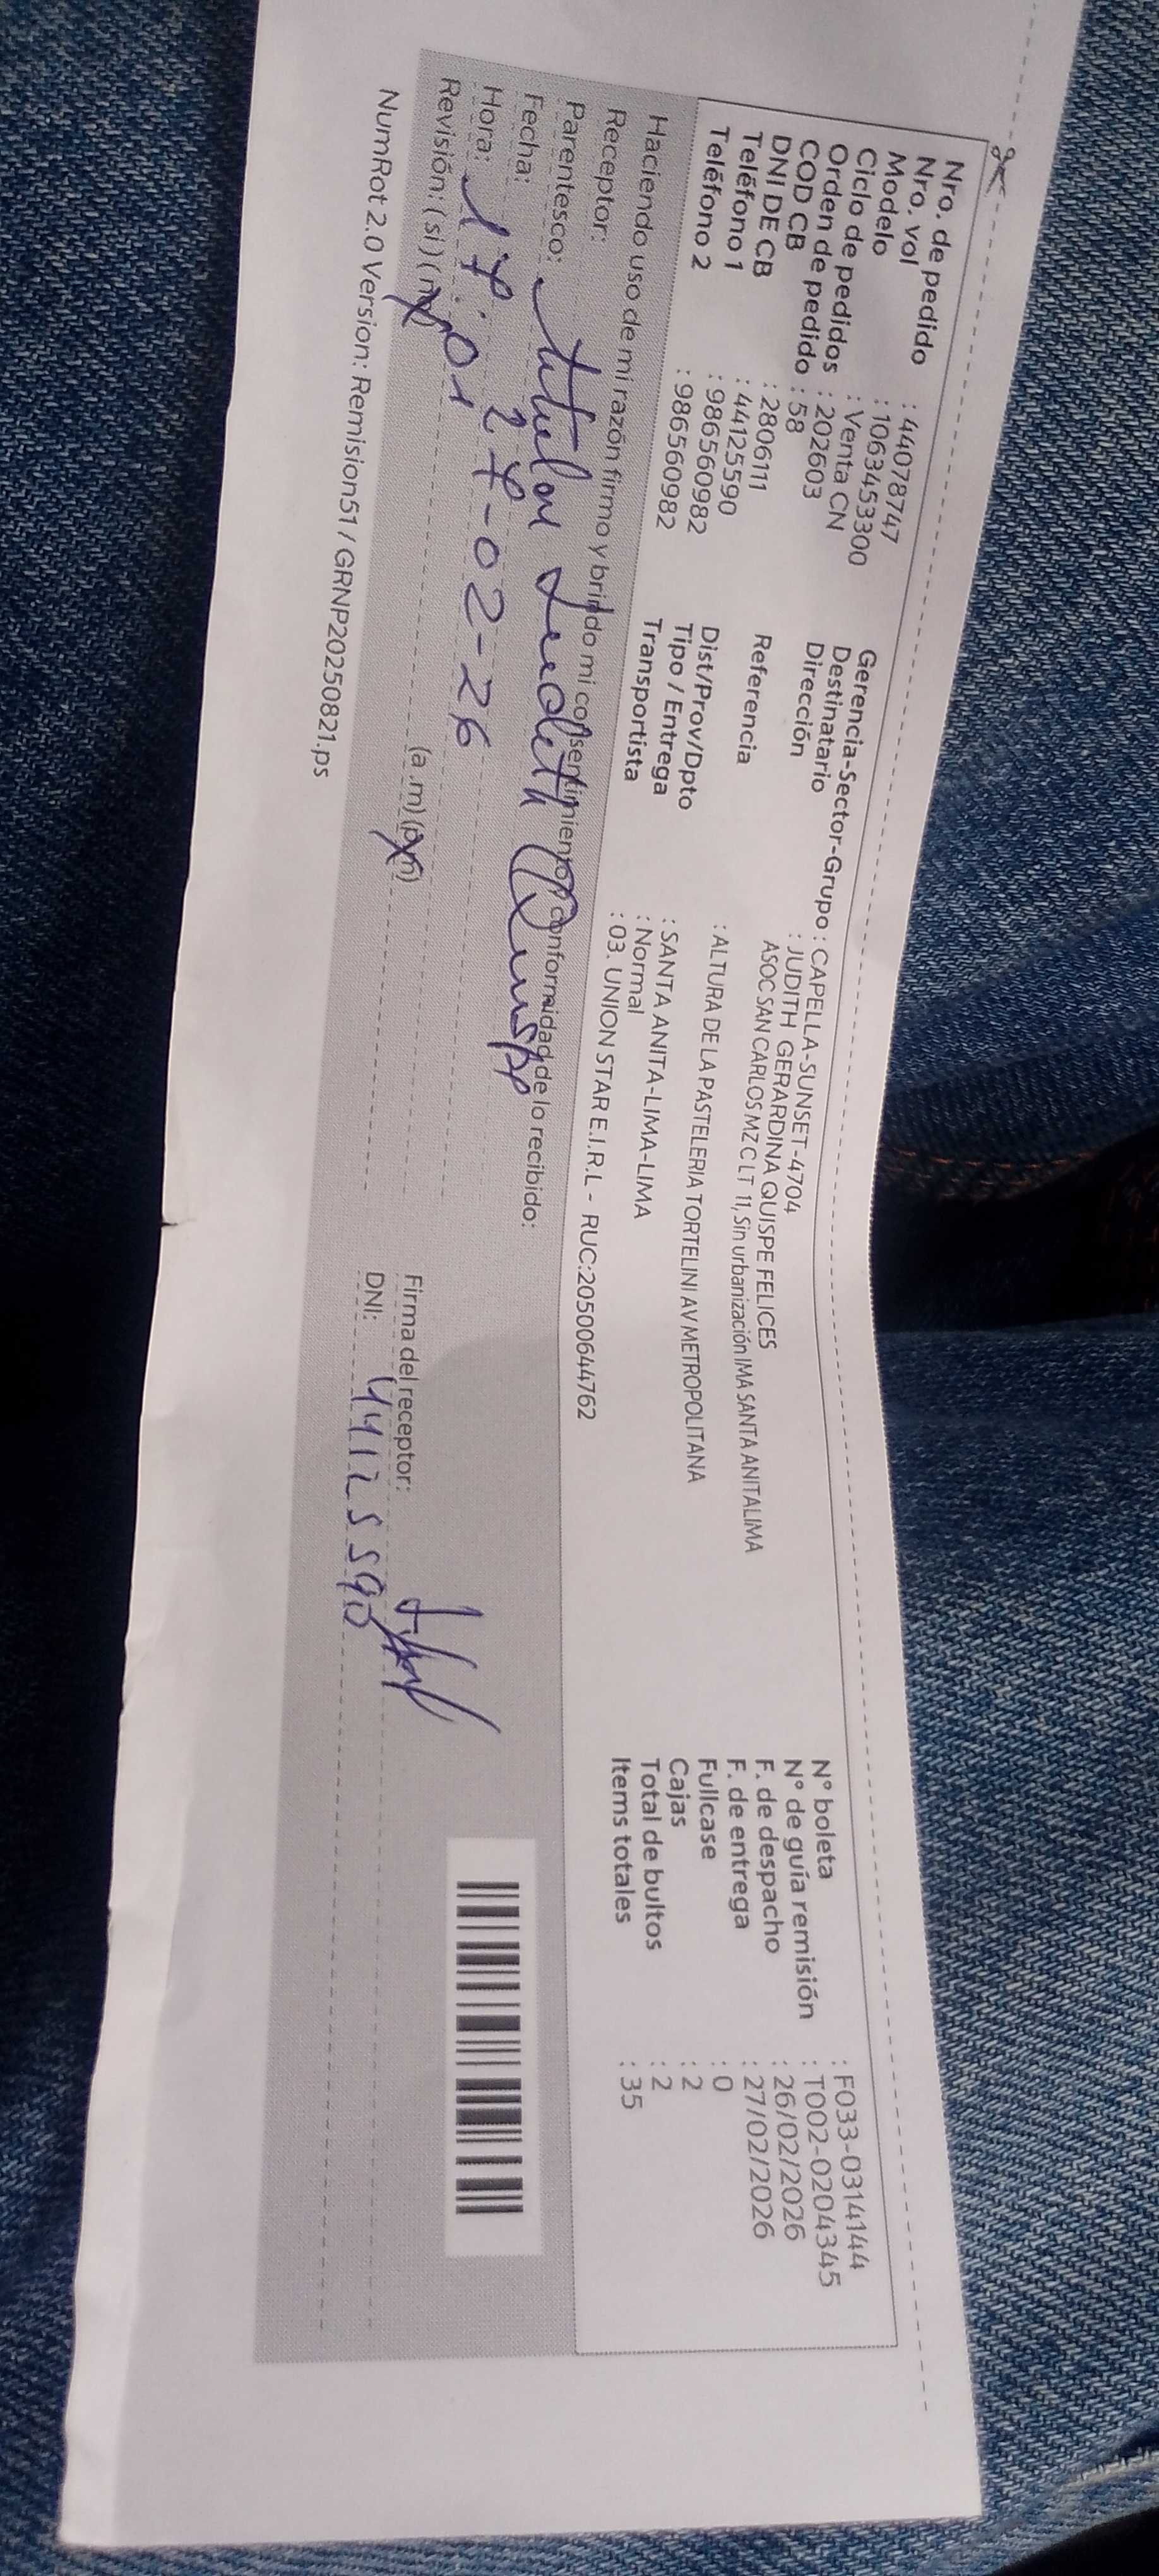 Nro. de pedido : 44078747
Nro. vol : 1063453300
Modelo : Venta CN
Ciclo de pedidos : 202603
Orden de pedido : 58
COD CB : 2806111
DNI DE CB : 44125590
Teléfono 1 : 986560982
Teléfono 2 : 986560982
Gerencia-Sector-Grupo : CAPELLA-SUNSET-4704
Destinatario : JUDITH GERARDINA QUISPE FELICES
Dirección ASOC SAN CARLOS MZ C LT 11, Sin urbanización IMA SANTA ANITALIMA
Referencia : ALTURA DE LA PASTELERIA TORTELINI AV METROPOLITANA
Dist/Prov/Dpto : SANTA ANITA-LIMA-LIMA
Tipo / Entrega : Normal
Transportista : 03. UNION STAR E.I.R.L - RUC:20500644762
N° boleta : F033-0314144
N° de guía remisión : T002-0204345
F. de despacho : 26/02/2026
F. de entrega : 27/02/2026
Fullcase : 0
Cajas : 2
Total de bultos : 2
Items totales : 35
Haciendo uso de mi razón firmo y brindo mi consentimiento y conformidad de lo recibido:
Receptor:
Parentesco: titular
Fecha: 27-02-26
Hora: 17:01 (a.m) (p.m)
Revisión: (si) (no)
Firma del receptor:
DNI: 44125590
NumRot 2.0 Version: Remision51 / GRNP20250821.ps